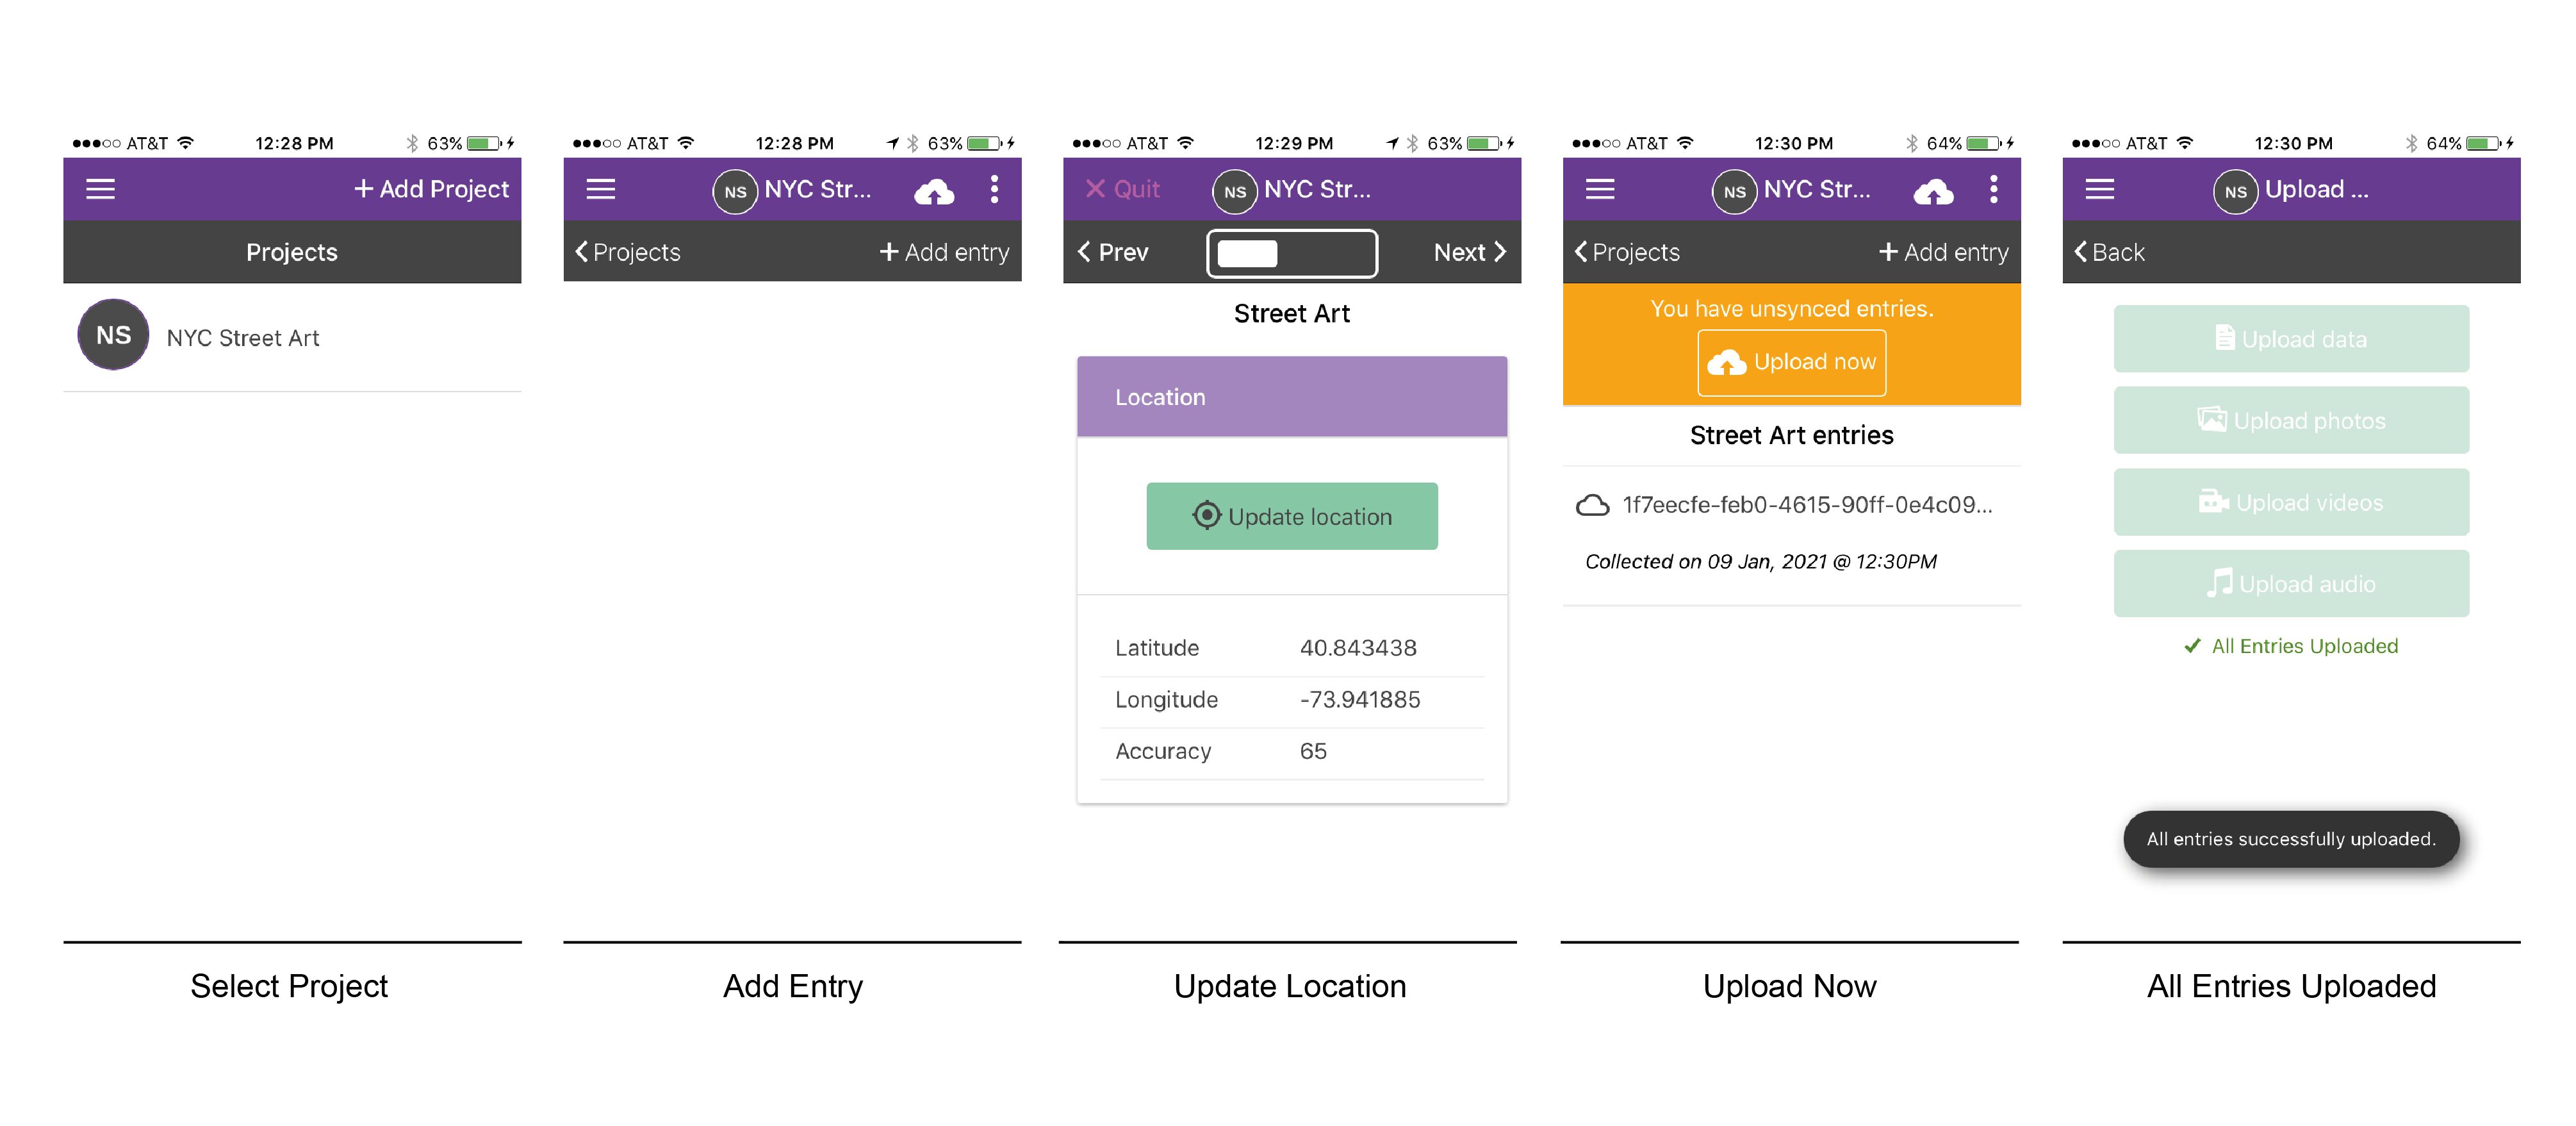 AT&T 12:28 PM 63%
+ Add Project
Projects
NS NYC Street Art
Select Project
AT&T 12:28 PM 63%
NS NYC Str...
Projects + Add entry
Add Entry
AT&T 12:29 PM 63%
Quit NS NYC Str...
Prev Next
Street Art
Location
Update location
Latitude 40.843438
Longitude -73.941885
Accuracy 65
Update Location
AT&T 12:30 PM 64%
NS NYC Str...
Projects + Add entry
You have unsynced entries.
Upload now
Street Art entries
1f7eecfe-feb0-4615-90ff-0e4c09...
Collected on 09 Jan, 2021 @ 12:30PM
Upload Now
AT&T 12:30 PM 64%
NS Upload ...
Back
Upload data
Upload photos
Upload videos
Upload audio
All Entries Uploaded
All entries successfully uploaded.
All Entries Uploaded